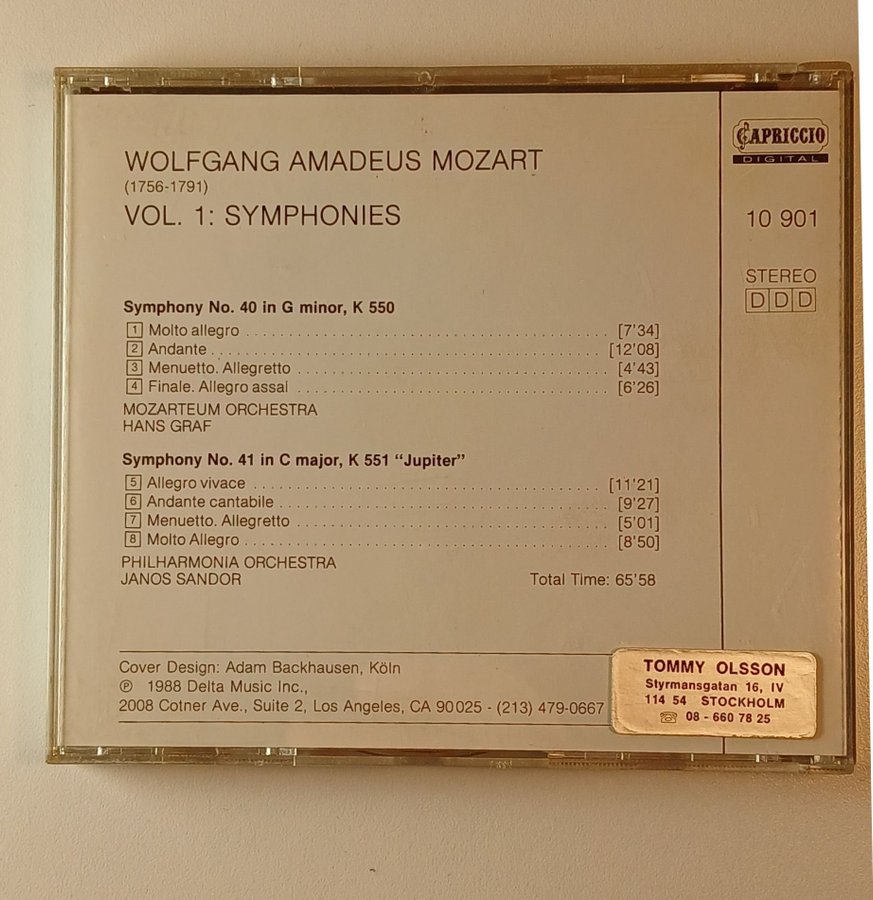 WOLFGANG AMADEUS MOZART
(1756-1791)
VOL. 1: SYMPHONIES
CAPRICCIO
DIGITAL
10 901
STEREO
DDD
Symphony No. 40 in G minor, K 550
1 Molto allegro [7'34]
2 Andante [12'08]
3 Menuetto. Allegretto [4'43]
4 Finale. Allegro assai [6'26]
MOZARTEUM ORCHESTRA
HANS GRAF
Symphony No. 41 in C major, K 551 “Jupiter”
5 Allegro vivace [11'21]
6 Andante cantabile [9'27]
7 Menuetto. Allegretto [5'01]
8 Molto Allegro [8'50]
PHILHARMONIA ORCHESTRA
JANOS SANDOR Total Time: 65'58
Cover Design: Adam Backhausen, Köln
℗ 1988 Delta Music Inc.,
2008 Cotner Ave., Suite 2, Los Angeles, CA 90025 - (213) 479-0667
TOMMY OLSSON
Styrmansgatan 16, IV
114 54 STOCKHOLM
☏ 08 - 660 78 25